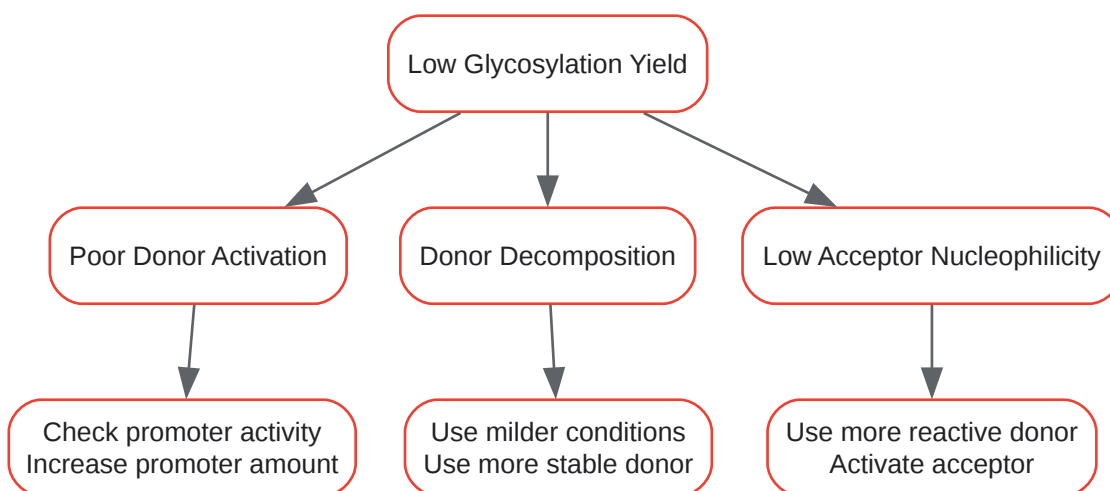 Low Glycosylation Yield
Poor Donor Activation
Donor Decomposition
Low Acceptor Nucleophilicity
Check promoter activity
Increase promoter amount
Use milder conditions
Use more stable donor
Use more reactive donor
Activate acceptor